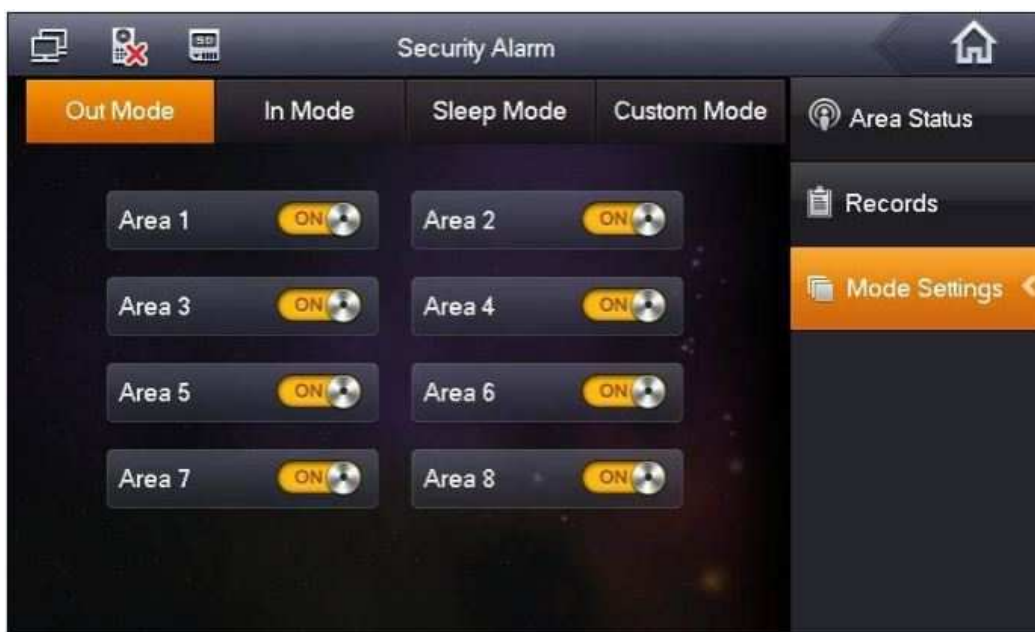 SD
Security Alarm
Out Mode
In Mode
Sleep Mode
Custom Mode
Area Status
Records
Mode Settings
Area 1 ON
Area 2 ON
Area 3 ON
Area 4 ON
Area 5 ON
Area 6 ON
Area 7 ON
Area 8 ON